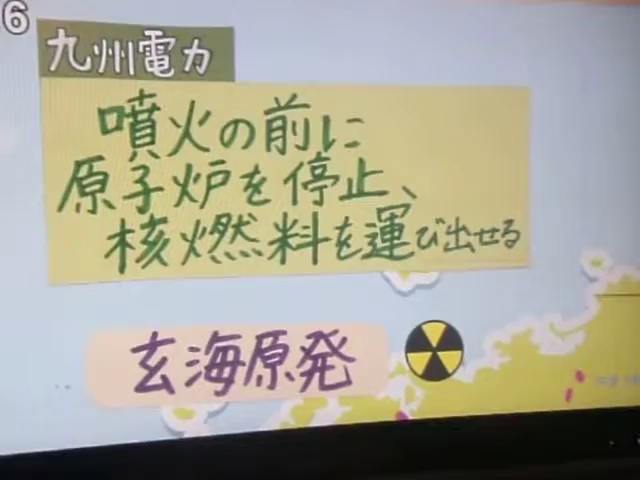 6
九州電力
噴火の前に
原子炉を停止、
核燃料を運び出せる
玄海原発